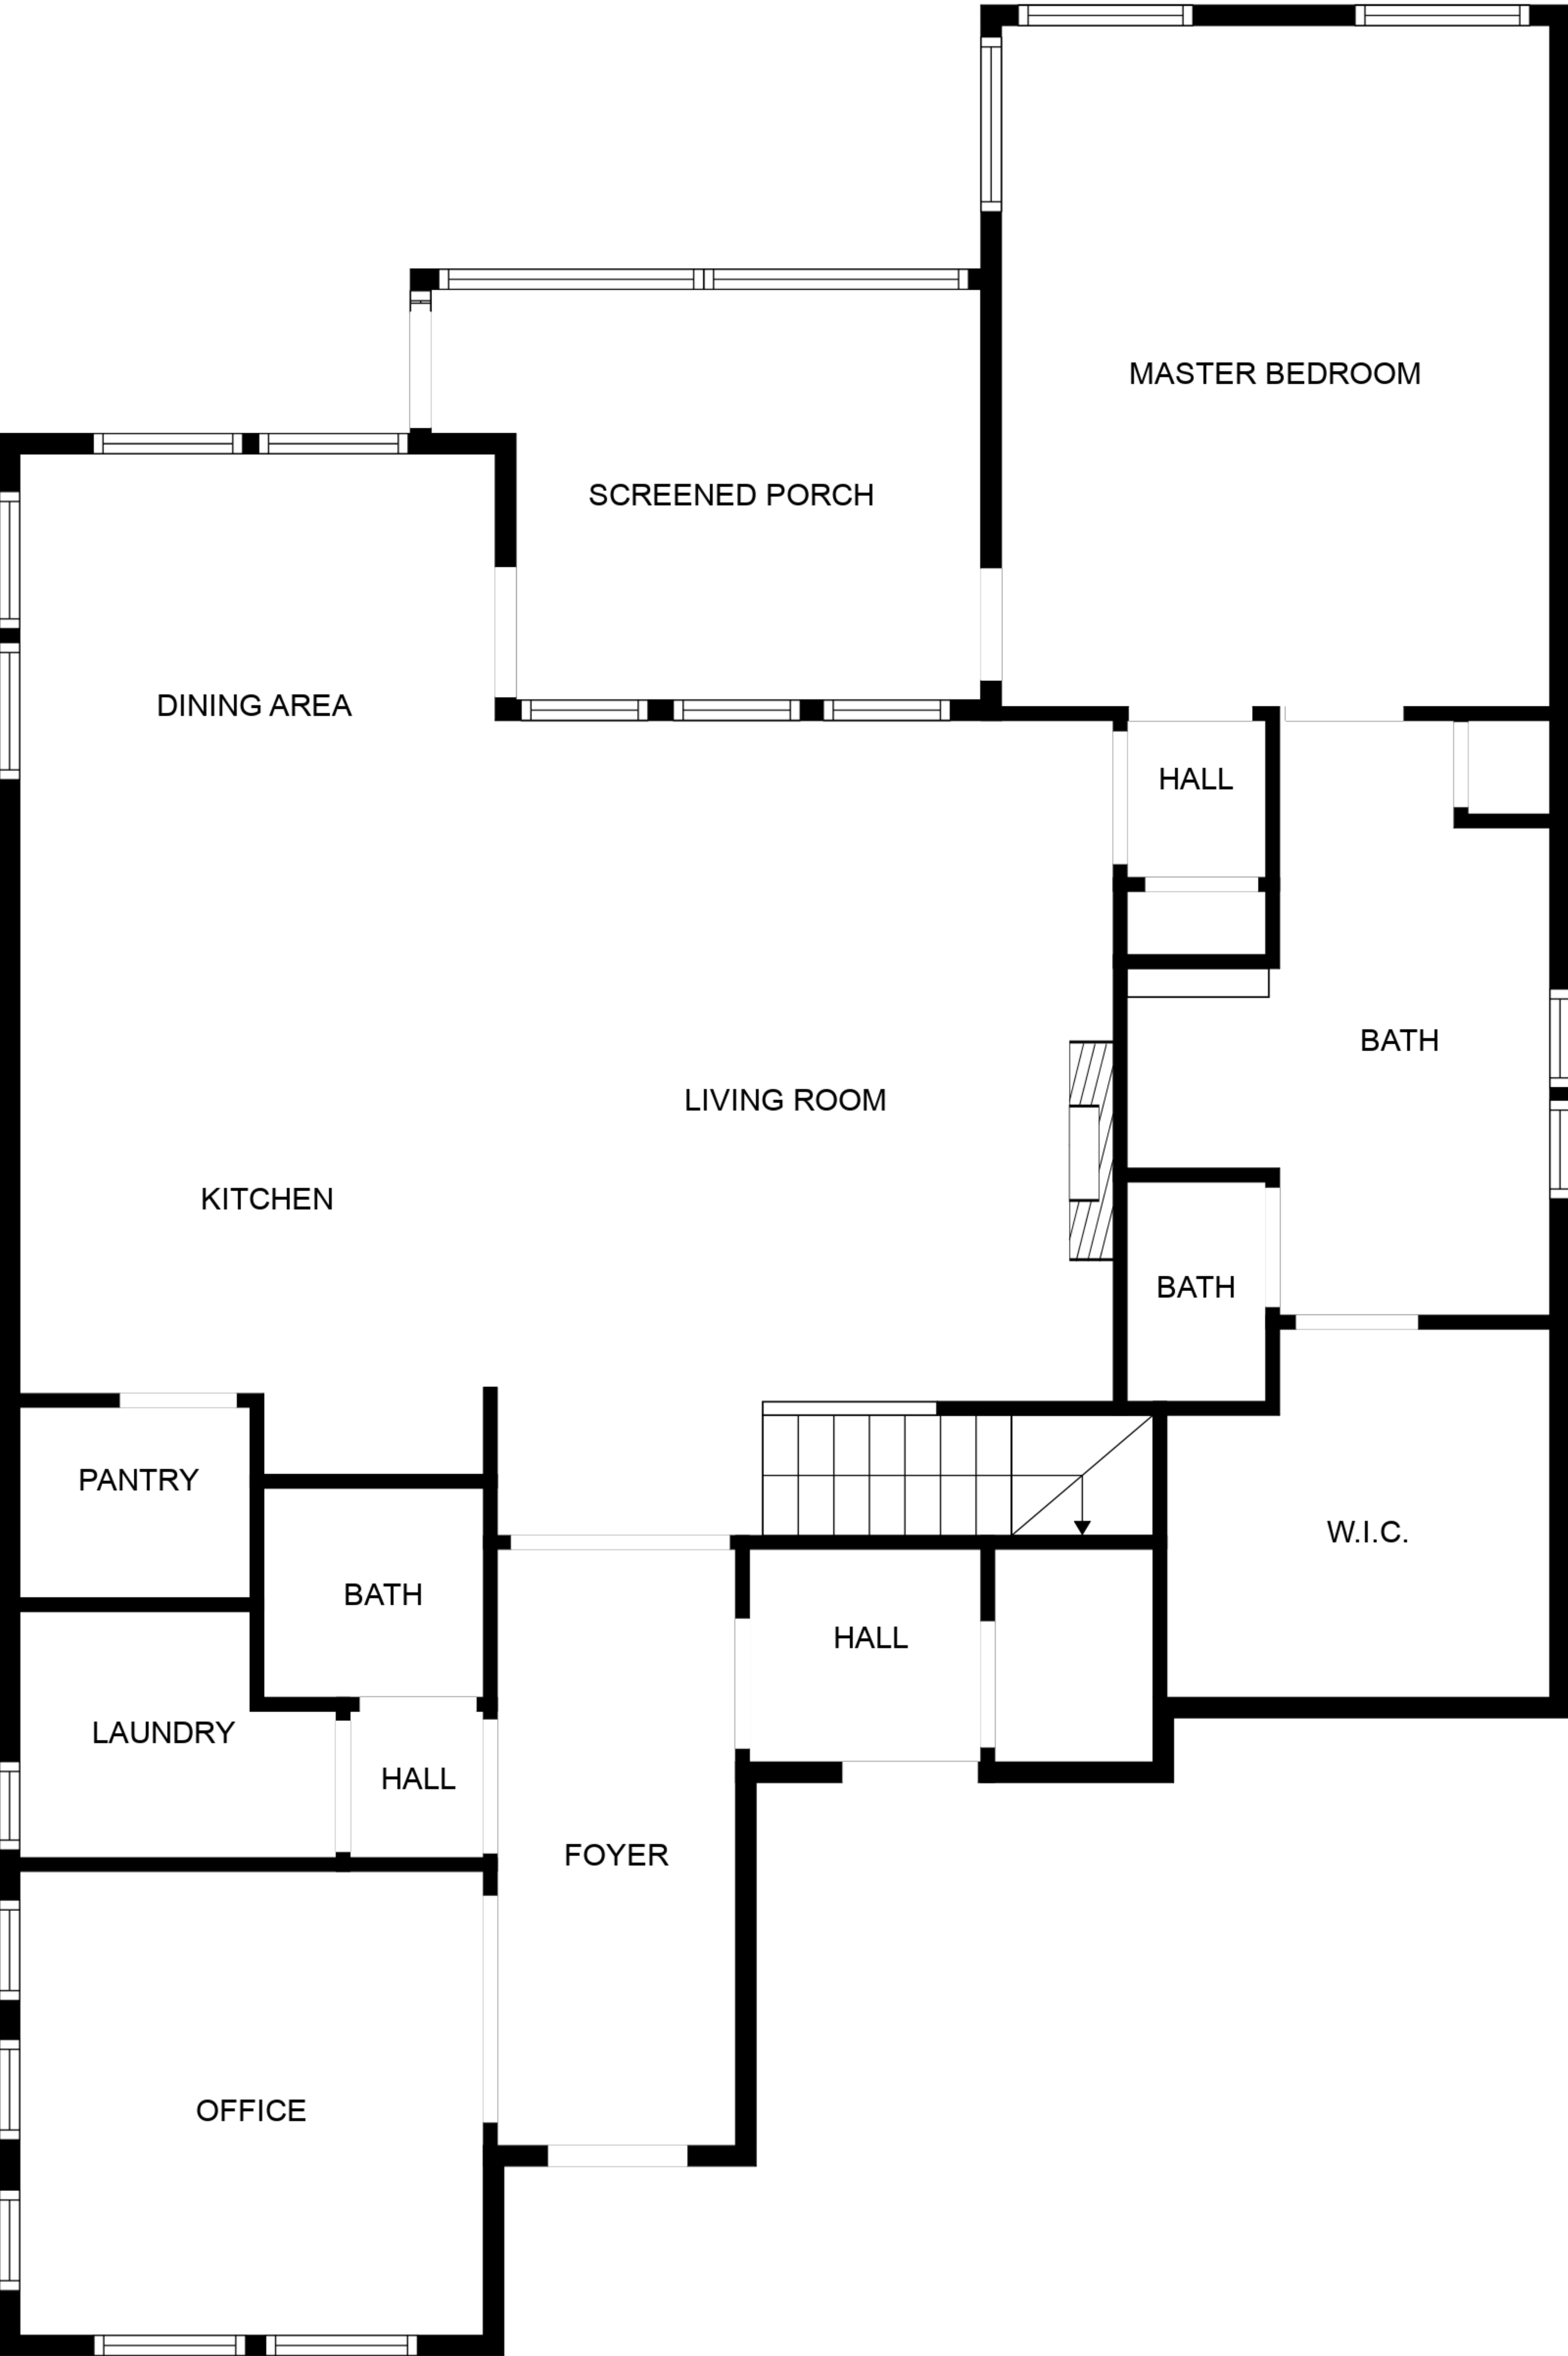 MASTER BEDROOM
SCREENED PORCH
DINING AREA
HALL
BATH
LIVING ROOM
KITCHEN
BATH
PANTRY
W.I.C.
BATH
HALL
LAUNDRY
HALL
FOYER
OFFICE